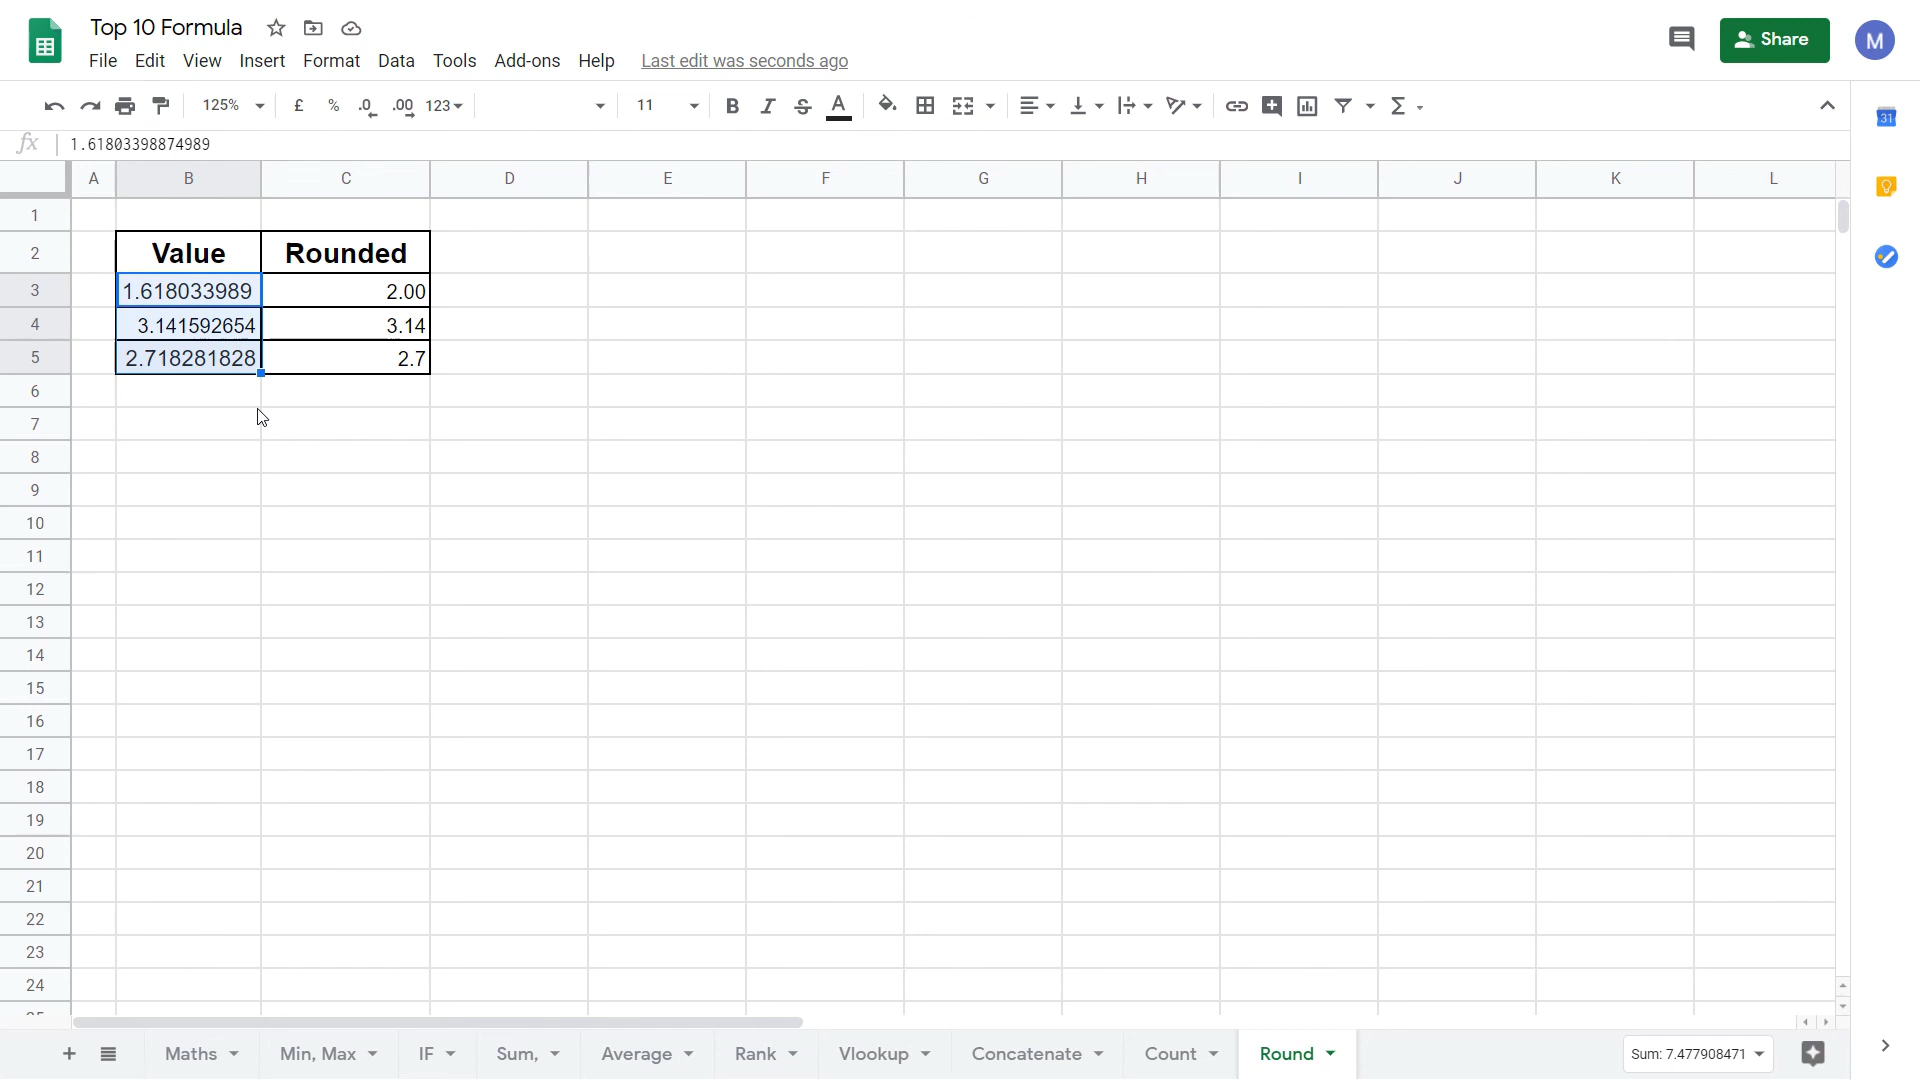 Top 10 Formula
File Edit View Insert Format Data Tools Add-ons Help Last edit was seconds ago
Share
M
125% £ % .0 .00 123 11 B I S A Σ
31
fx 1.61803398874989
A B C D E F G H I J K L
1
2 Value Rounded
3 1.618033989 2.00
4 3.141592654 3.14
5 2.718281828 2.7
6
7
8
9
10
11
12
13
14
15
16
17
18
19
20
21
22
23
24
+ Maths Min, Max IF Sum, Average Rank Vlookup Concatenate Count Round Sum: 7.477908471